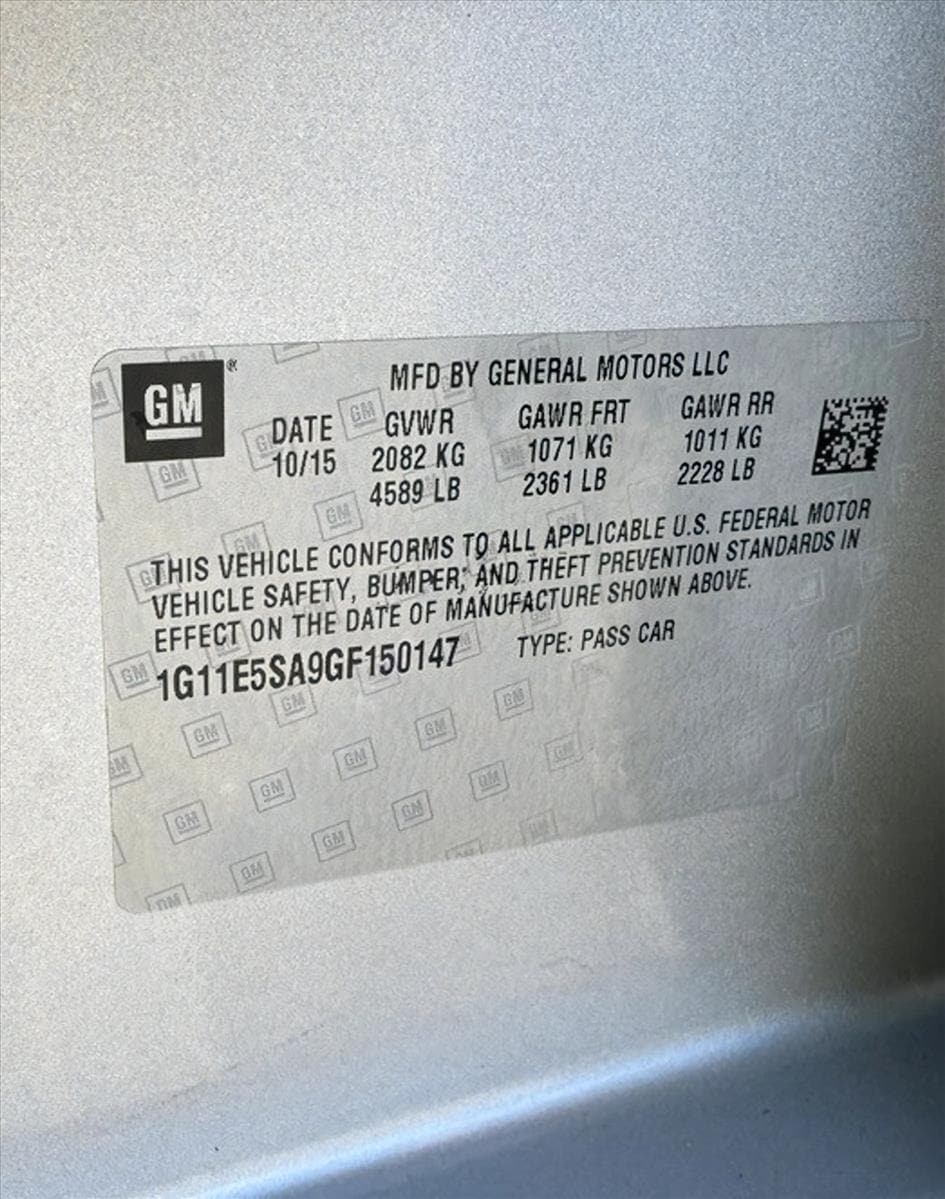 GM®
MFD BY GENERAL MOTORS LLC
DATE GVWR GAWR FRT GAWR RR
10/15 2082 KG 1071 KG 1011 KG
4589 LB 2361 LB 2228 LB
THIS VEHICLE CONFORMS TO ALL APPLICABLE U.S. FEDERAL MOTOR
VEHICLE SAFETY, BUMPER, AND THEFT PREVENTION STANDARDS IN
EFFECT ON THE DATE OF MANUFACTURE SHOWN ABOVE.
1G11E5SA9GF150147 TYPE: PASS CAR